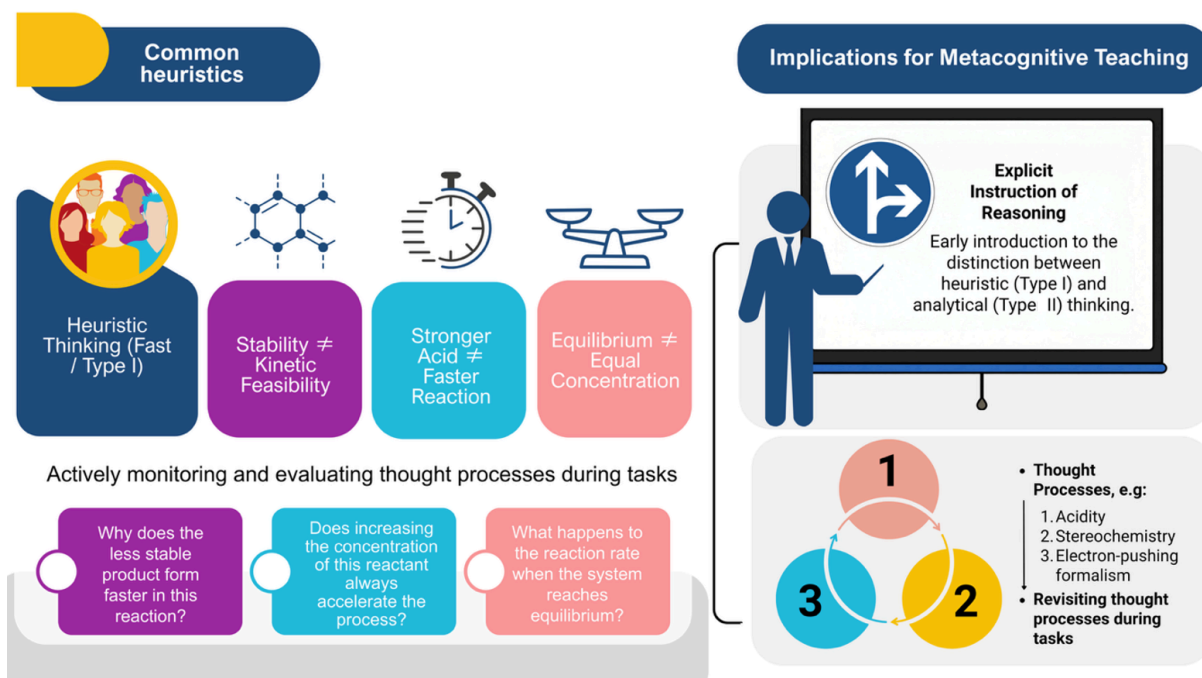 Common
heuristics
Implications for Metacognitive Teaching
Heuristic
Thinking (Fast
/ Type I)
Stability ≠
Kinetic
Feasibility
Stronger
Acid ≠
Faster
Reaction
Equilibrium ≠
Equal
Concentration
Actively monitoring and evaluating thought processes during tasks
Why does the
less stable
product form
faster in this
reaction?
Does increasing
the concentration
of this reactant
always
accelerate the
process?
What happens to
the reaction rate
when the system
reaches
equilibrium?
Explicit
Instruction of
Reasoning
Early introduction to the
distinction between
heuristic (Type I) and
analytical (Type II) thinking.
1
2
3
• Thought
Processes, e.g:
1. Acidity
2. Stereochemistry
3. Electron-pushing
formalism
• Revisiting thought
processes during
tasks